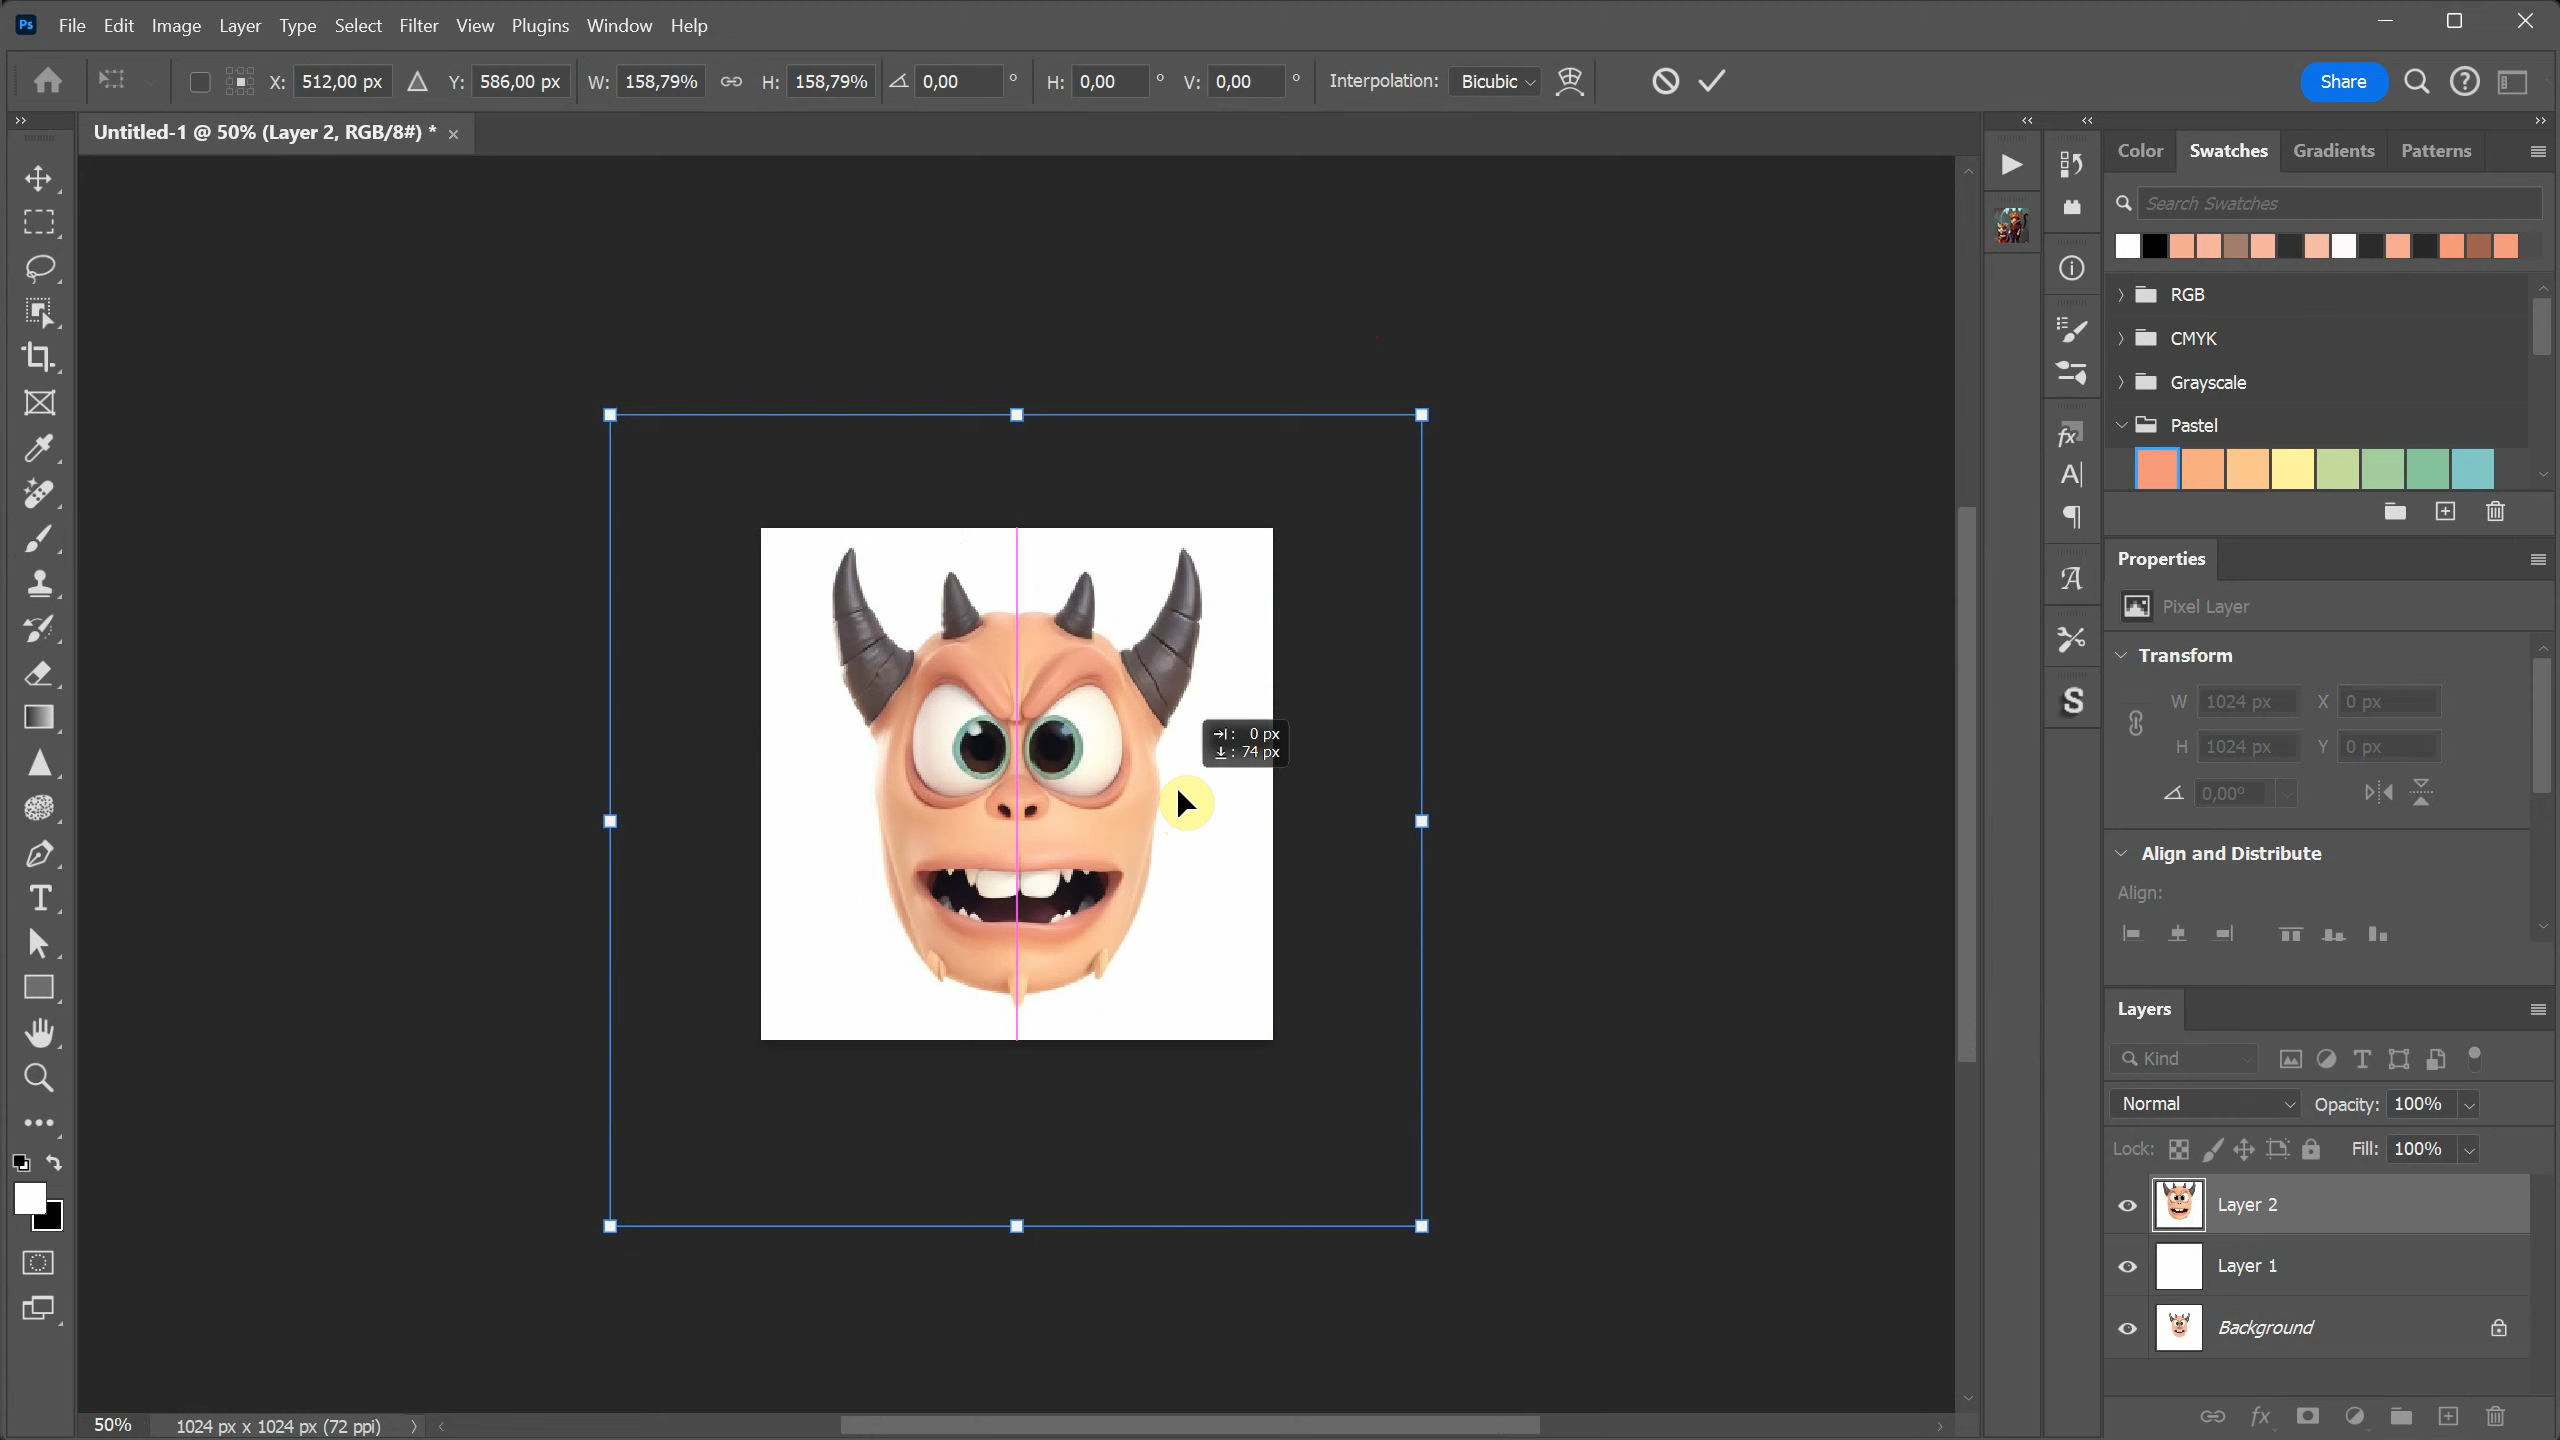 Ps File Edit Image Layer Type Select Filter View Plugins Window Help
X: 512,00 px Y: 586,00 px W: 158,79% H: 158,79% 0,00 ° H: 0,00 ° V: 0,00 ° Interpolation: Bicubic Share
Untitled-1 @ 50% (Layer 2, RGB/8#) * ×
Color Swatches Gradients Patterns
Search Swatches
RGB
CMYK
Grayscale
Pastel
Properties
Pixel Layer
Transform
W 1024 px X 0 px
H 1024 px Y 0 px
0,00°
0 px
74 px
Align and Distribute
Align:
Layers
Kind
Normal Opacity: 100%
Lock: Fill: 100%
Layer 2
Layer 1
Background
50% 1024 px x 1024 px (72 ppi)